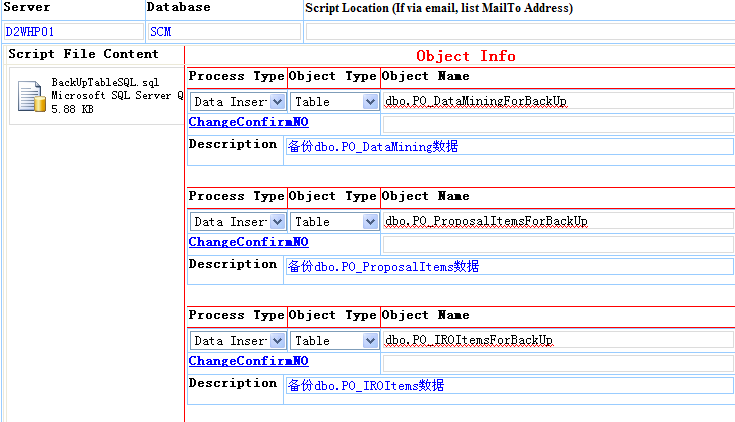 Server Database Script Location (If via email, list MailTo Address)
D2WHP01 SCM
Script File Content
BackUpTableSQL.sql
Microsoft SQL Server Q
5.88 KB
Object Info
Process Type Object Type Object Name
Data Inser Table dbo.PO_DataMiningForBackUp
ChangeConfirmNO
Description 备份dbo.PO_DataMining数据
Process Type Object Type Object Name
Data Inser Table dbo.PO_ProposalItemsForBackUp
ChangeConfirmNO
Description 备份dbo.PO_ProposalItems数据
Process Type Object Type Object Name
Data Inser Table dbo.PO_IROItemsForBackUp
ChangeConfirmNO
Description 备份dbo.PO_IROItems数据